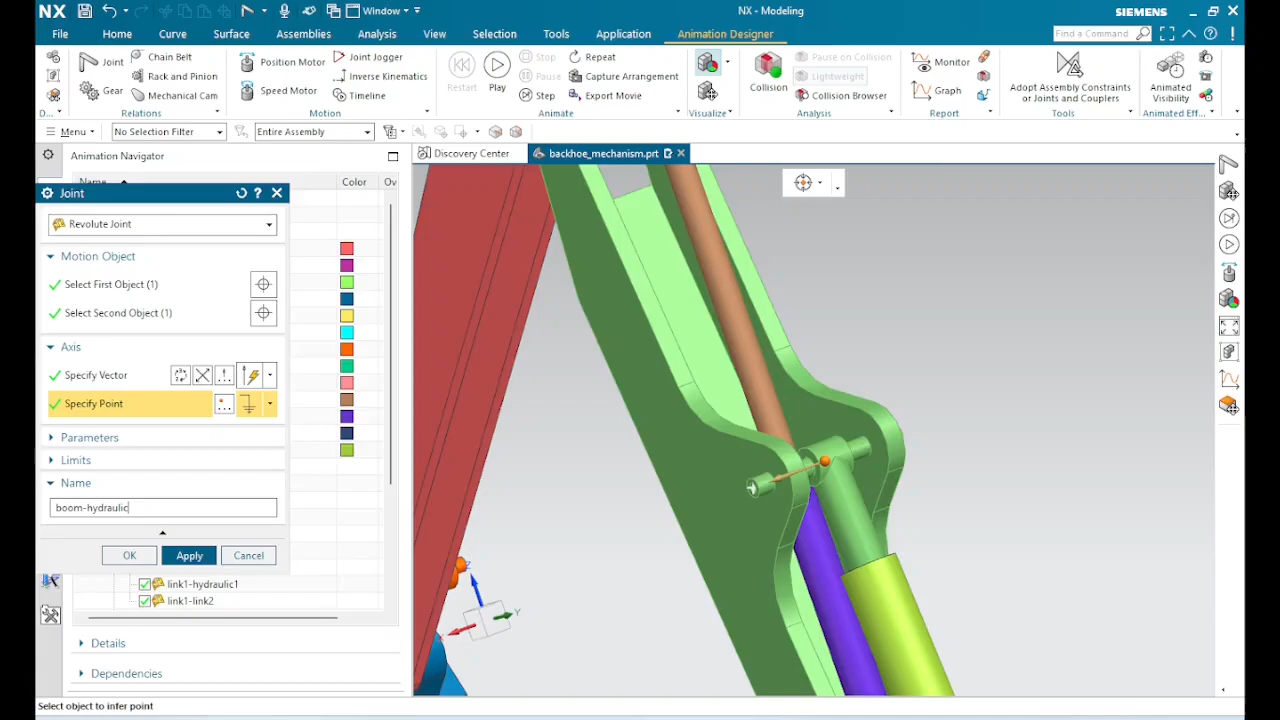 NX
Window
NX - Modeling
SIEMENS
File
Home
Curve
Surface
Assemblies
Analysis
View
Selection
Tools
Application
Animation Designer
Find a Command
Joint
Chain Belt
Rack and Pinion
Gear
Mechanical Cam
Relations
Position Motor
Joint Jogger
Inverse Kinematics
Speed Motor
Timeline
Motion
Restart
Play
Stop
Pause
Step
Repeat
Capture Arrangement
Export Movie
Animate
Visualize
Collision
Pause on Collision
Lightweight
Collision Browser
Analysis
Monitor
Graph
Report
Adopt Assembly Constraints
or Joints and Couplers
Tools
Animated
Visibility
Animated Eff...
D...
Menu
No Selection Filter
Entire Assembly
Animation Navigator
Discovery Center
backhoe_mechanism.prt
Name
Color
Ov
Joint
Revolute Joint
Motion Object
Select First Object (1)
Select Second Object (1)
Axis
Specify Vector
Specify Point
Parameters
Limits
Name
boom-hydraulic
OK
Apply
Cancel
link1-hydraulic1
link1-link2
Details
Dependencies
Z
Y
Select object to infer point